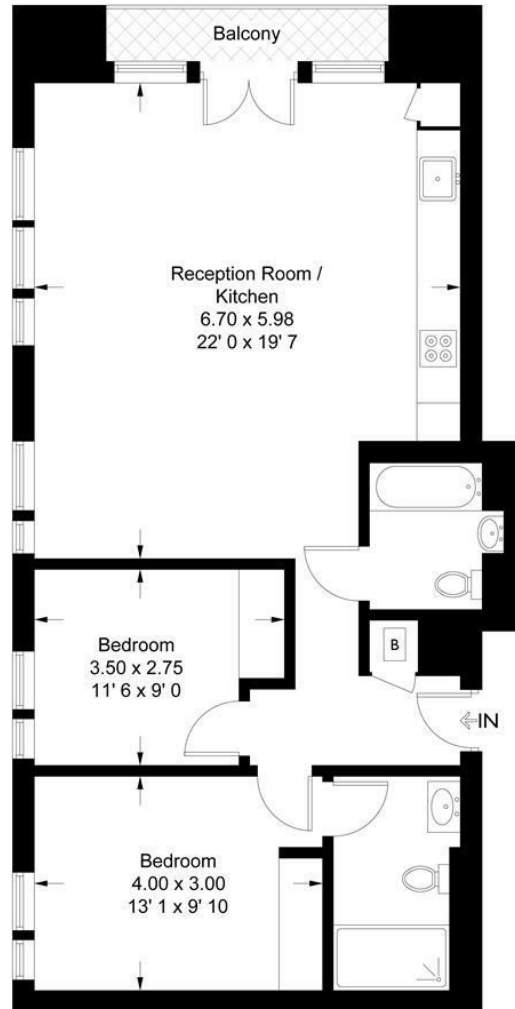 Balcony
Reception Room /
Kitchen
6.70 x 5.98
22' 0 x 19' 7
Bedroom
3.50 x 2.75
11' 6 x 9' 0
B
IN
Bedroom
4.00 x 3.00
13' 1 x 9' 10